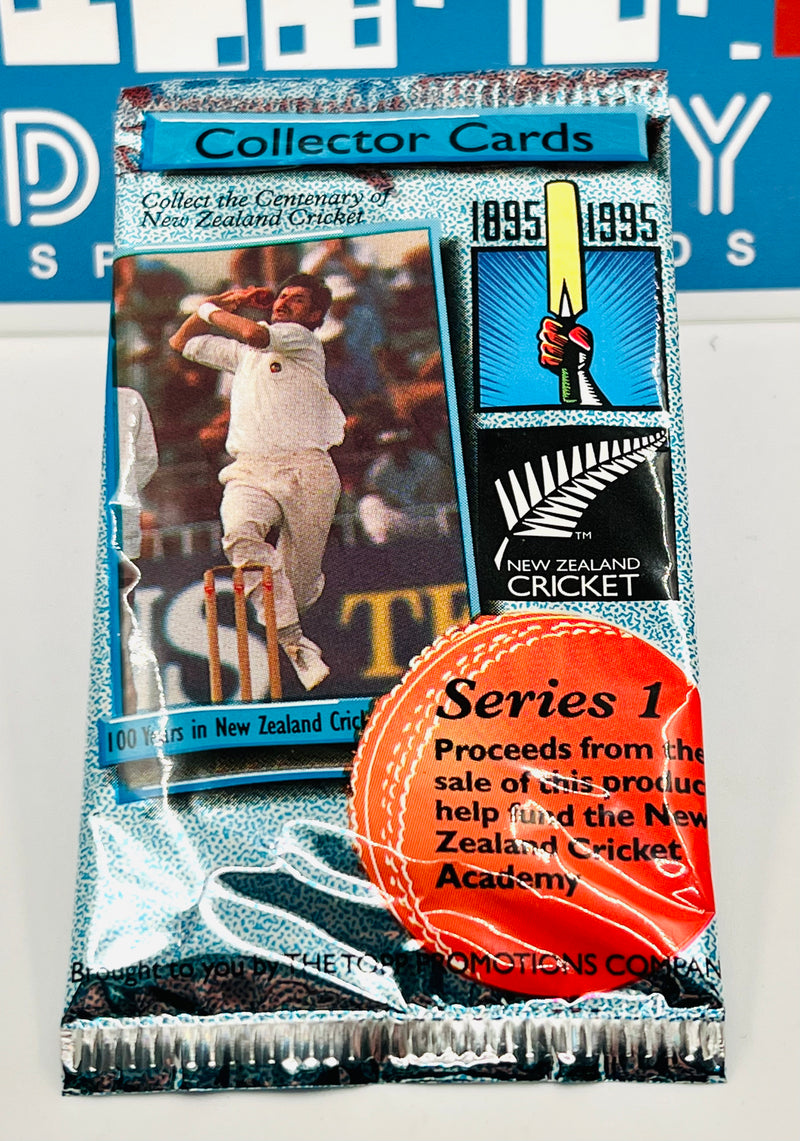 Collector Cards
Collect the Centenary of
New Zealand Cricket
1895 1995
TM
NEW ZEALAND
CRICKET
100 Years in New Zealand Crick
Series 1
Proceeds from the
sale of this produc
help fund the New
Zealand Cricket
Academy
Brought to you by THE TOPP PROMOTIONS COMPAN